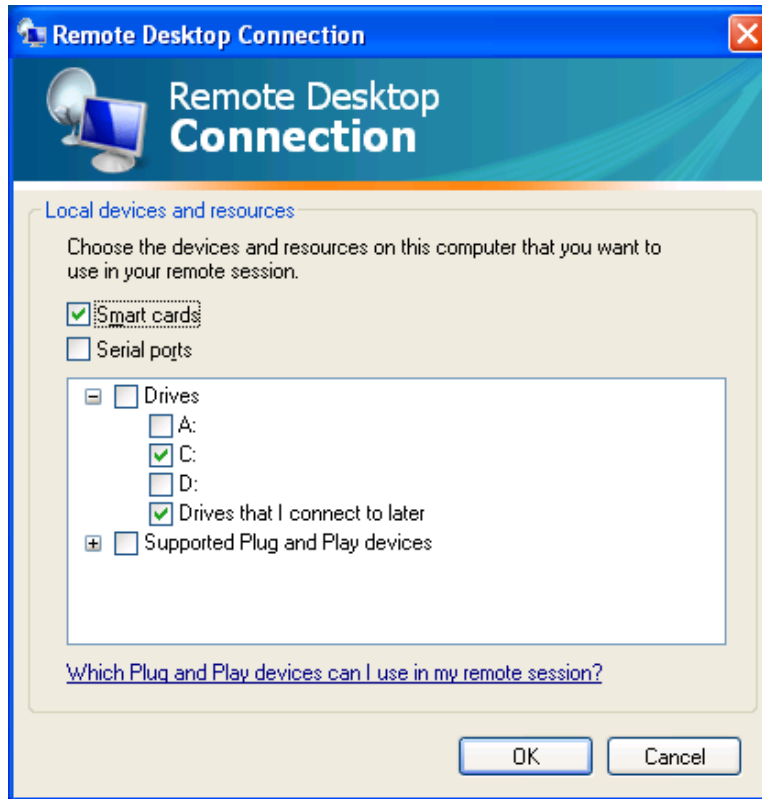 Remote Desktop Connection
Remote Desktop
Connection
Local devices and resources
Choose the devices and resources on this computer that you want to
use in your remote session.
Smart cards
Serial ports
Drives
A:
C:
D:
Drives that I connect to later
Supported Plug and Play devices
Which Plug and Play devices can I use in my remote session?
OK Cancel